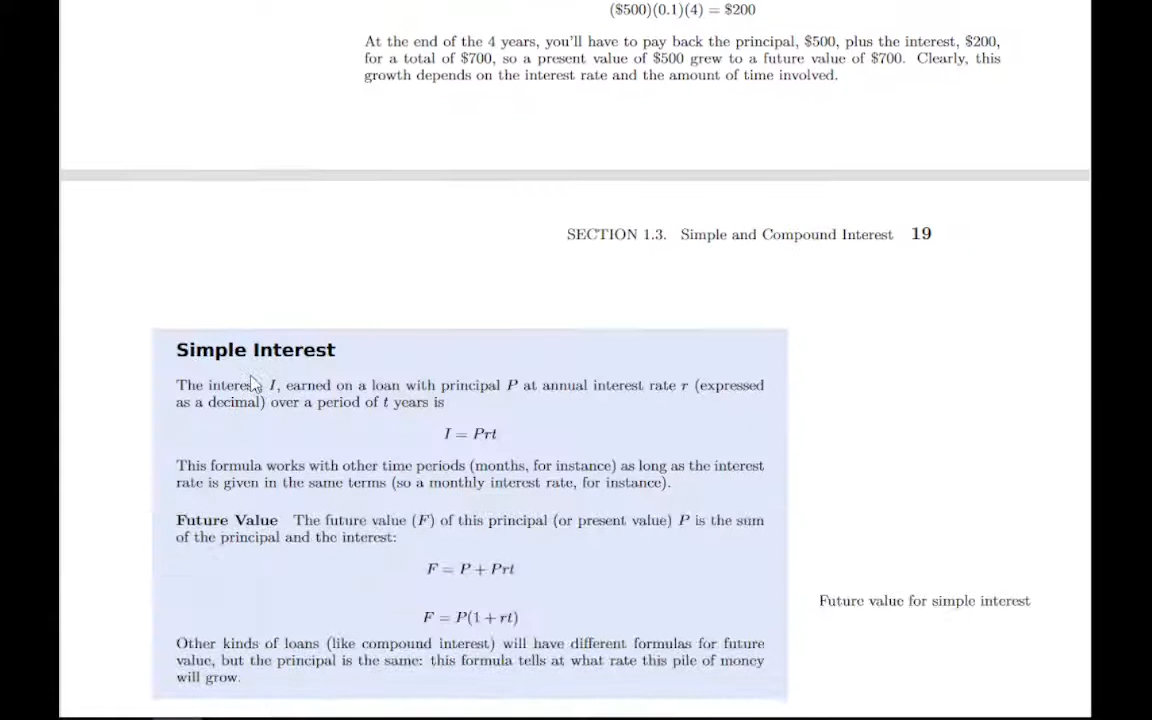 ($500)(0.1)(4) = $200
At the end of the 4 years, you'll have to pay back the principal, $500, plus the interest, $200,
for a total of $700, so a present value of $500 grew to a future value of $700. Clearly, this
growth depends on the interest rate and the amount of time involved.
SECTION 1.3. Simple and Compound Interest 19
Simple Interest
The interest I, earned on a loan with principal P at annual interest rate r (expressed
as a decimal) over a period of t years is
I = Prt
This formula works with other time periods (months, for instance) as long as the interest
rate is given in the same terms (so a monthly interest rate, for instance).
Future Value The future value (F) of this principal (or present value) P is the sum
of the principal and the interest:
F = P + Prt
F = P(1 + rt)
Future value for simple interest
Other kinds of loans (like compound interest) will have different formulas for future
value, but the principal is the same: this formula tells at what rate this pile of money
will grow.